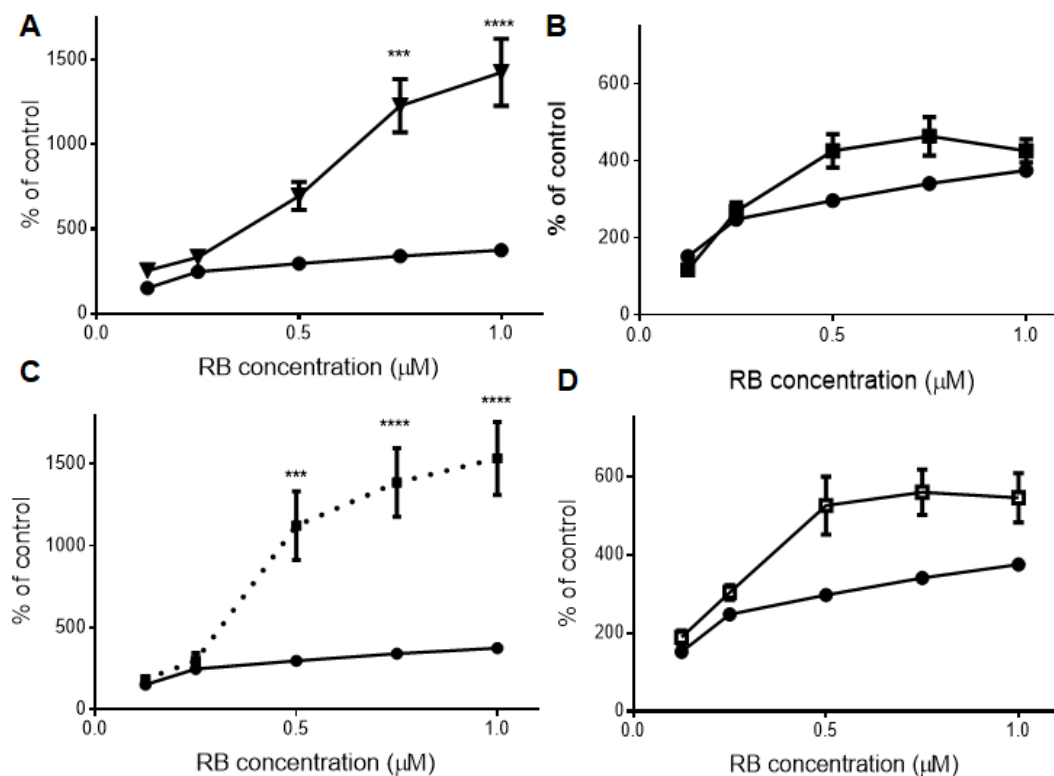 A
1500
1000
500
0
% of control
***
****
0.0
0.5
1.0
RB concentration (µM)
B
600
400
200
0
% of control
0.0
0.5
1.0
RB concentration (µM)
C
1500
1000
500
0
% of control
***
****
****
0.0
0.5
1.0
RB concentration (µM)
D
600
400
200
0
% of control
0.0
0.5
1.0
RB concentration (µM)